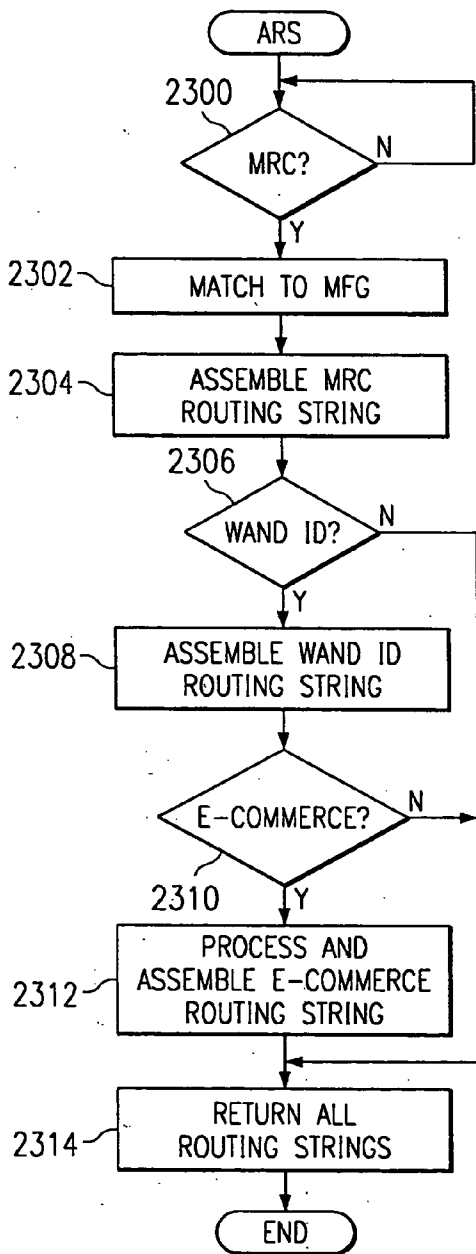 ARS
2300
MRC?
N
Y
2302
MATCH TO MFG
2304
ASSEMBLE MRC
ROUTING STRING
2306
WAND ID?
N
Y
2308
ASSEMBLE WAND ID
ROUTING STRING
E-COMMERCE?
N
2310
Y
2312
PROCESS AND
ASSEMBLE E-COMMERCE
ROUTING STRING
2314
RETURN ALL
ROUTING STRINGS
END